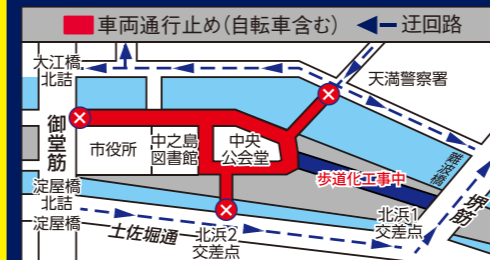 車両通行止め(自転車含む)
迂回路
大江橋
北詰
天満警察署
御堂筋
市役所
中之島
図書館
中央
公会堂
難波橋
歩道化工事中
堺筋
淀屋橋
北詰
淀屋橋
土佐堀通
北浜1
交差点
北浜2
交差点